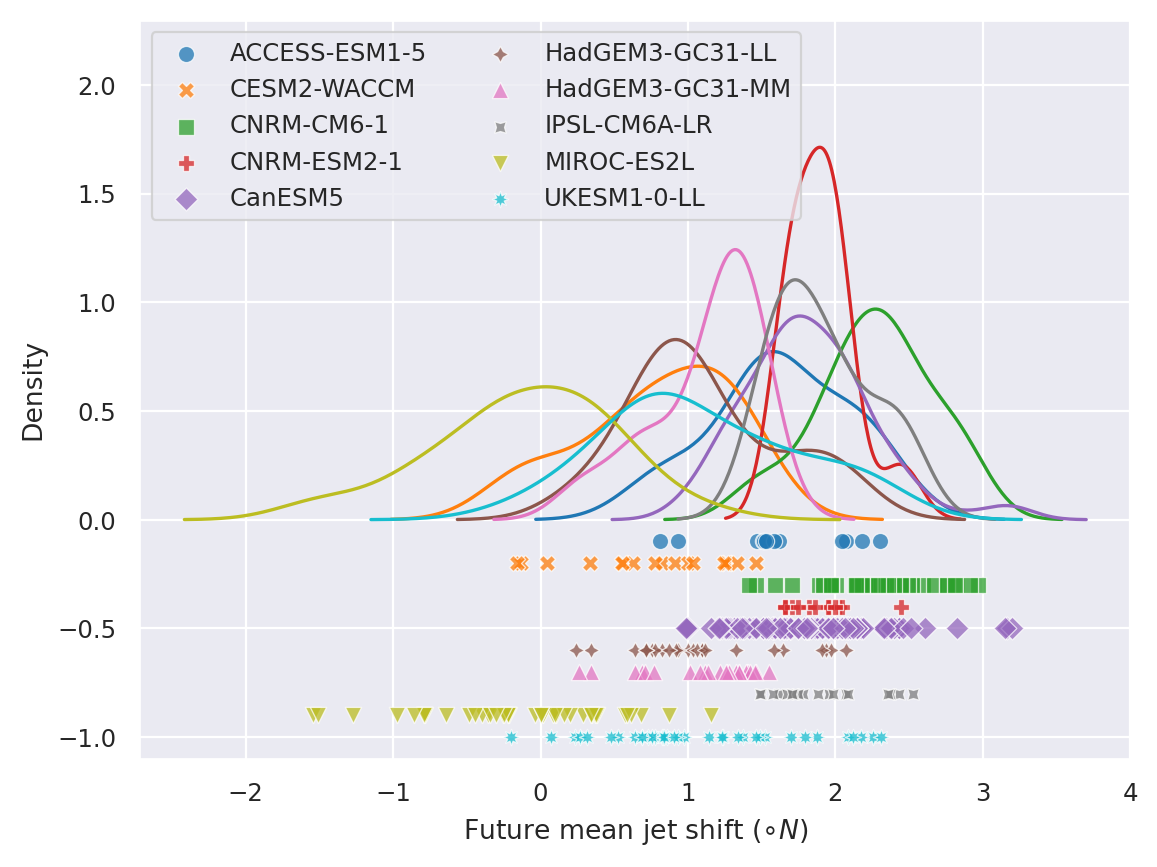 ACCESS-ESM1-5
CESM2-WACCM
CNRM-CM6-1
CNRM-ESM2-1
CanESM5
HadGEM3-GC31-LL
HadGEM3-GC31-MM
IPSL-CM6A-LR
MIROC-ES2L
UKESM1-0-LL
Density
2.0
1.5
1.0
0.5
0.0
−0.5
−1.0
−2 −1 0 1 2 3 4
Future mean jet shift (∘N)